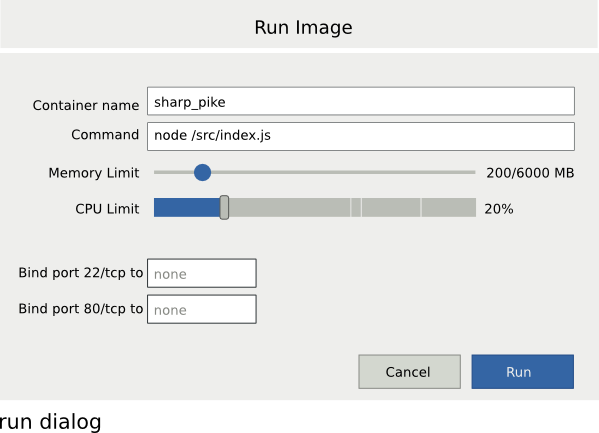 Run Image
Container name sharp_pike
Command node /src/index.js
Memory Limit 200/6000 MB
CPU Limit 20%
Bind port 22/tcp to none
Bind port 80/tcp to none
Cancel Run
run dialog